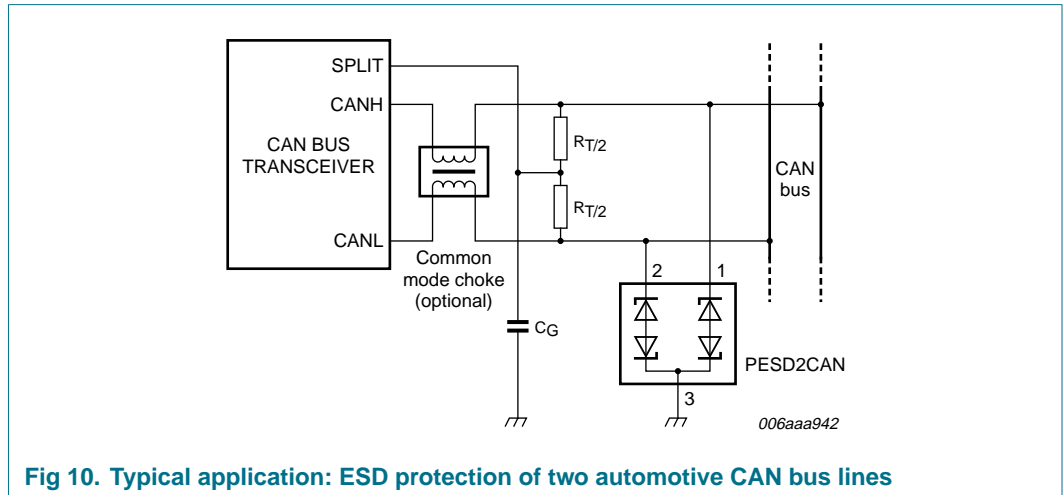 SPLIT
CANH
CAN BUS
TRANSCEIVER
CANL
Common
mode choke
(optional)
RT/2
RT/2
CG
CAN
bus
2
1
PESD2CAN
3
006aaa942
Fig 10. Typical application: ESD protection of two automotive CAN bus lines